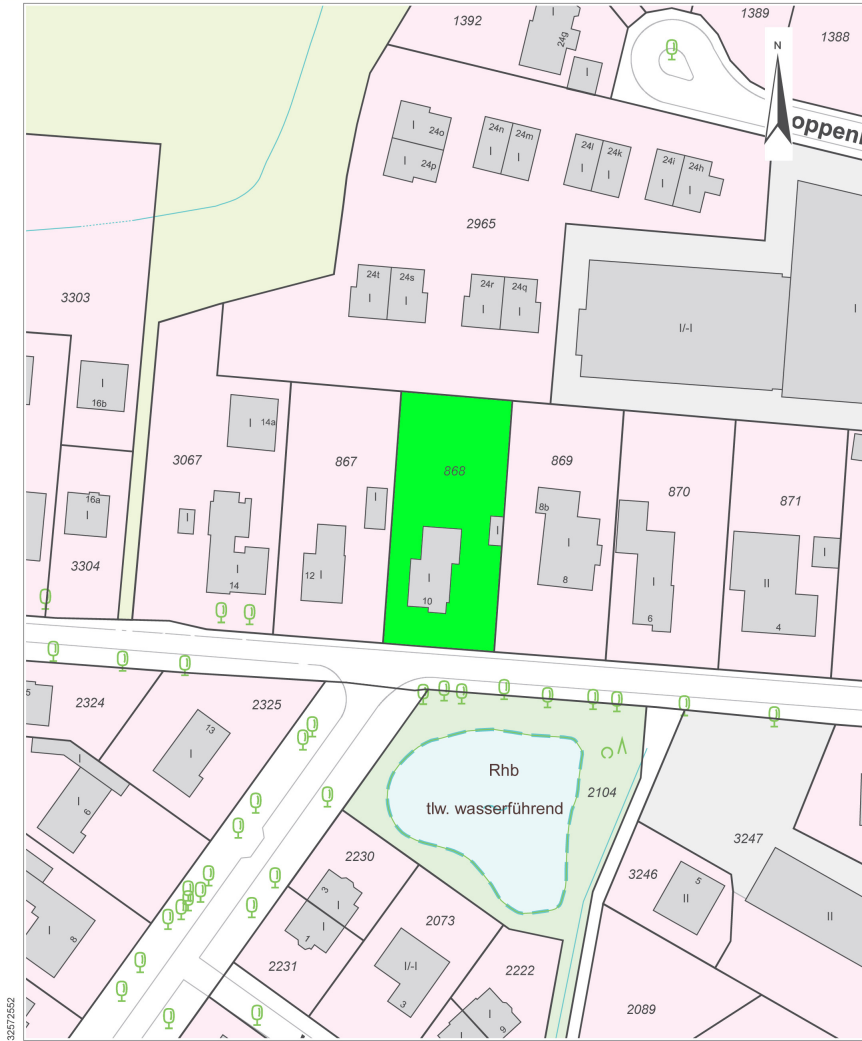 1392
24g
I
1389
1388
N
oppen
I
24o
I
24p
24n
24m
I
I
24l
24k
I
I
24i
24h
I
I
2965
24t
24s
I
I
24r
24q
I
I
I/-I
I
3303
I
16b
I
14a
3067
867
868
869
870
871
16a
I
3304
I
I
14
I
12
I
I
I
10
8b
I
8
I
6
II
4
I
2324
2325
5
13
I
I
6
Rhb
tlw. wasserführend
2104
3247
2230
3
I
I
1
2231
2073
I/-I
3
2222
I
9
3246
5
II
II
2089
I
8
32572552